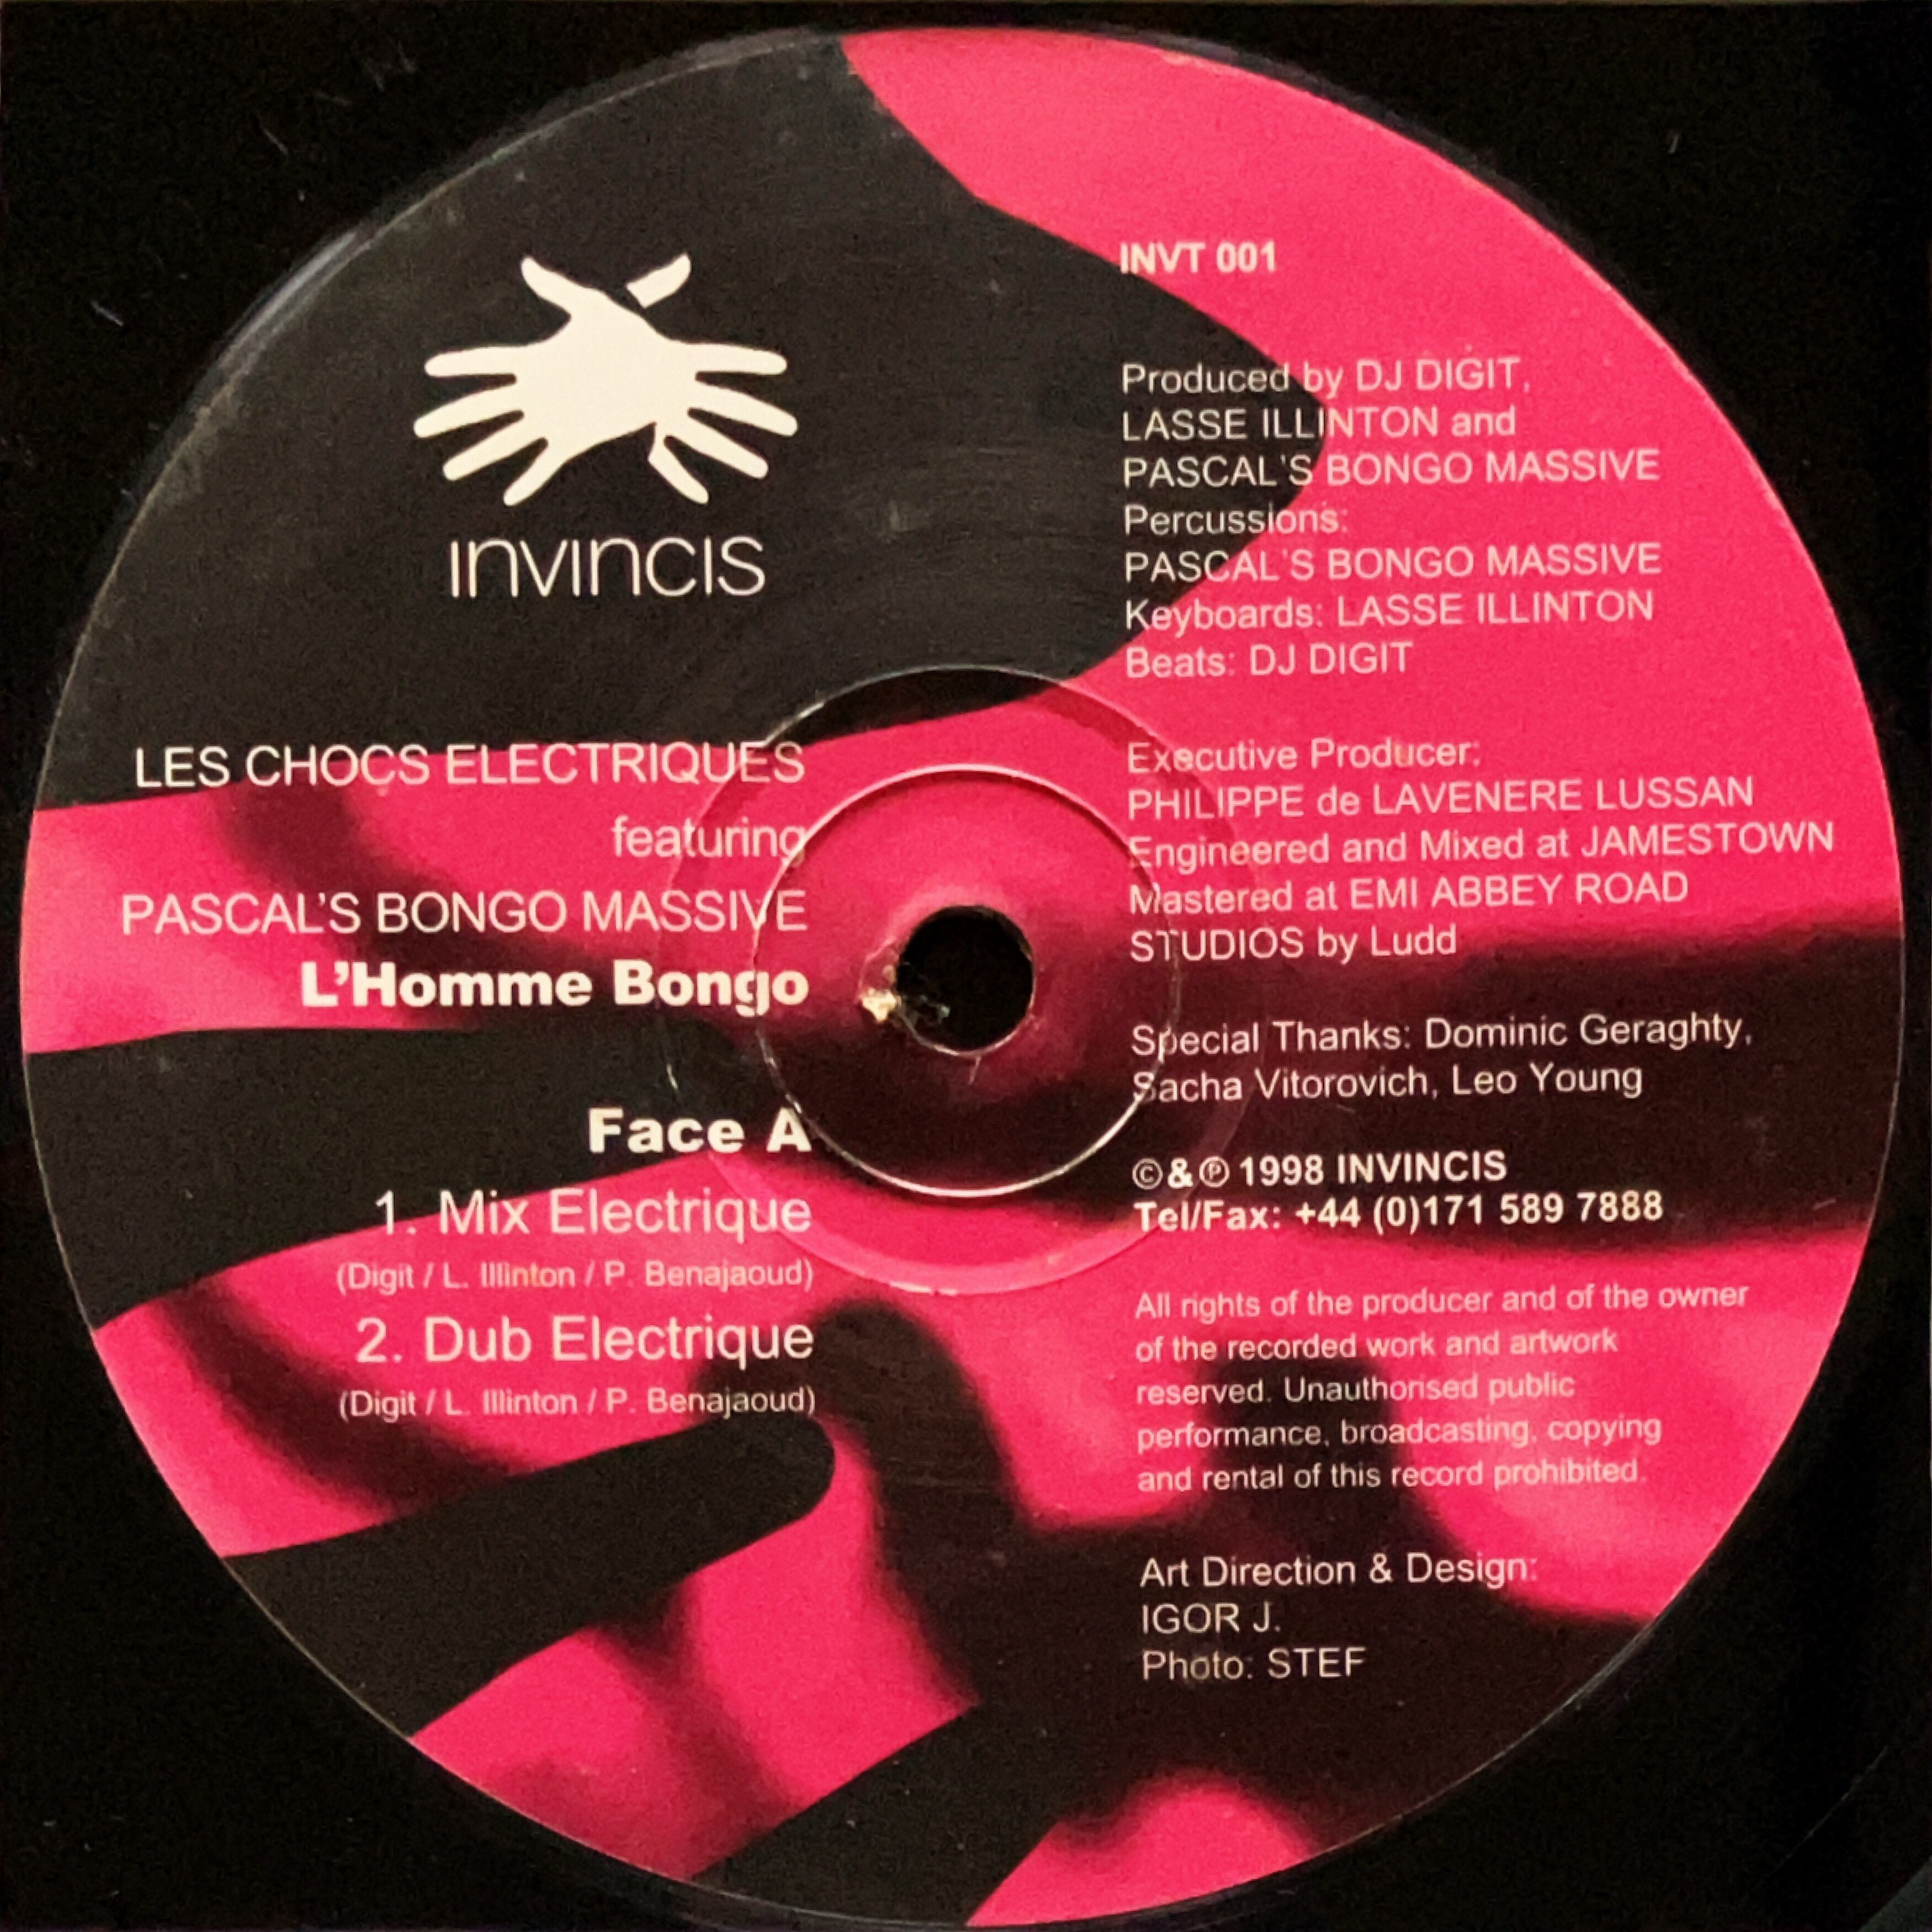 INVINCIS
LES CHOCS ELECTRIQUES
featuring
PASCAL'S BONGO MASSIVE
L'Homme Bongo
Face A
1. Mix Electrique
(Digit / L. Illinton / P. Benajaoud)
2. Dub Electrique
(Digit / L. Illinton / P. Benajaoud)
INVT 001
Produced by DJ DIGIT,
LASSE ILLINTON and
PASCAL'S BONGO MASSIVE
Percussions:
PASCAL'S BONGO MASSIVE
Keyboards: LASSE ILLINTON
Beats: DJ DIGIT
Executive Producer:
PHILIPPE de LAVENERE LUSSAN
Engineered and Mixed at JAMESTOWN
Mastered at EMI ABBEY ROAD
STUDIOS by Ludd
Special Thanks: Dominic Geraghty,
Sacha Vitorovich, Leo Young
©&℗ 1998 INVINCIS
Tel/Fax: +44 (0)171 589 7888
All rights of the producer and of the owner
of the recorded work and artwork
reserved. Unauthorised public
performance, broadcasting, copying
and rental of this record prohibited.
Art Direction & Design:
IGOR J.
Photo: STEF